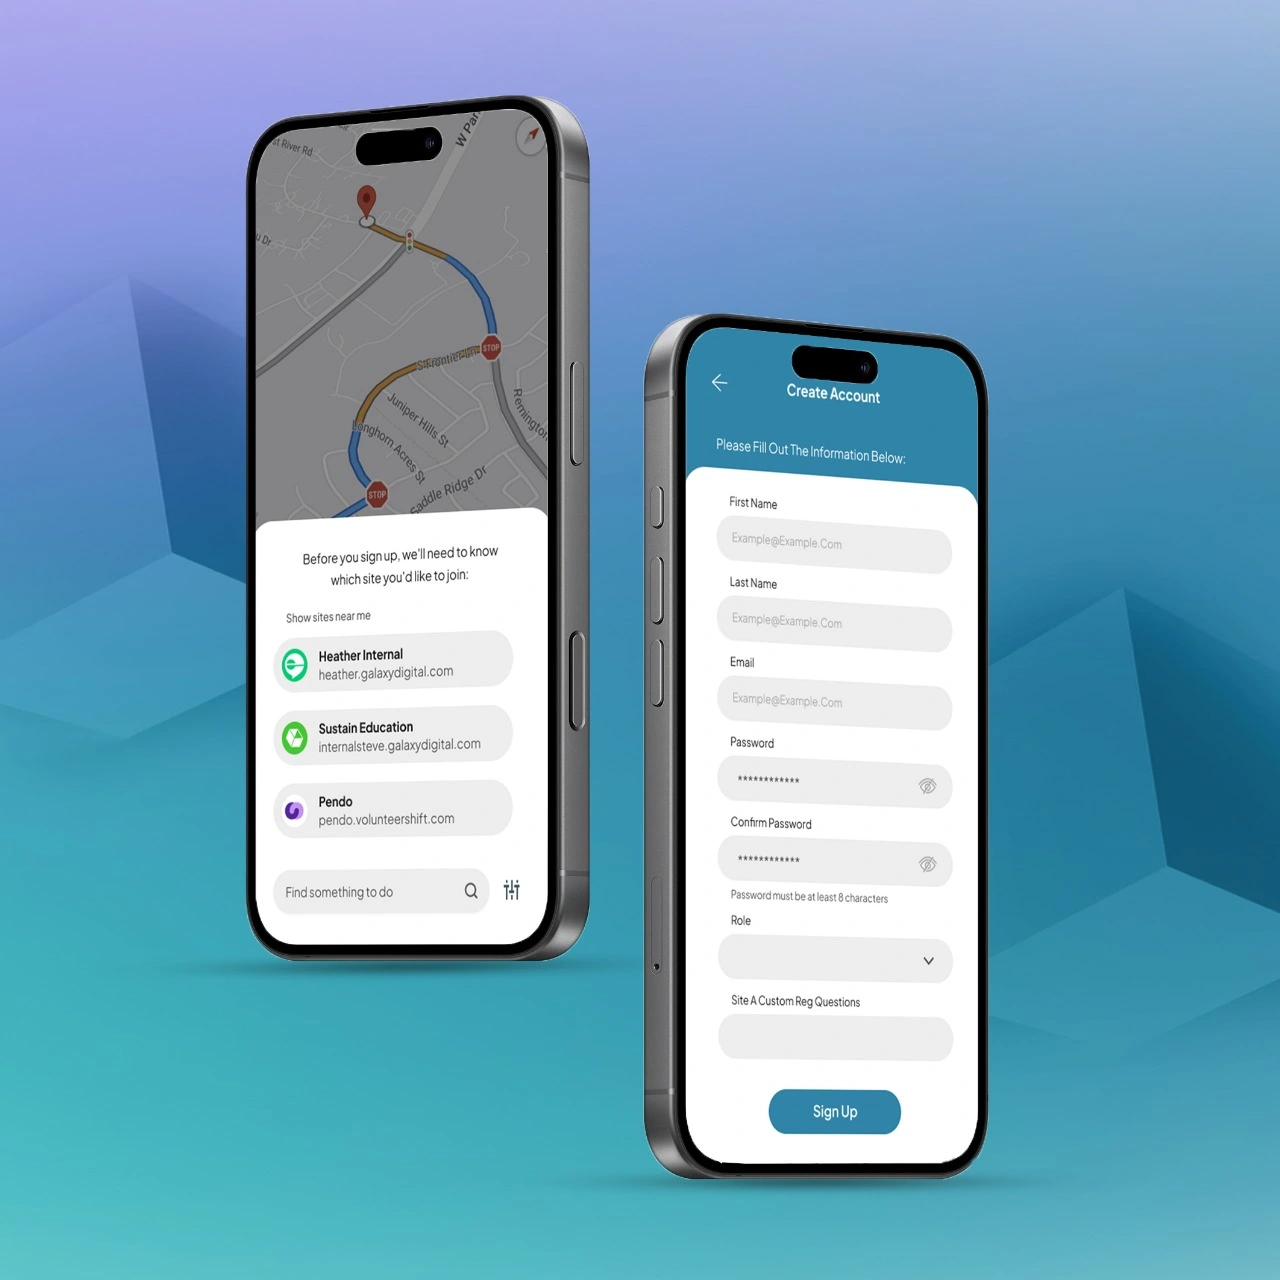 W Par
st River Rd
u Dr
STOP
S Frontier Ln
Remington
Juniper Hills St
Longhorn Acres St
Saddle Ridge Dr
STOP
Before you sign up, we'll need to know
which site you'd like to join:
Show sites near me
Heather Internal
heather.galaxydigital.com
Sustain Education
internalsteve.galaxydigital.com
Pendo
pendo.volunteershift.com
Find something to do
Create Account
Please Fill Out The Information Below:
First Name
Example@Example.Com
Last Name
Example@Example.Com
Email
Example@Example.Com
Password
************
Confirm Password
************
Password must be at least 8 characters
Role
Site A Custom Reg Questions
Sign Up